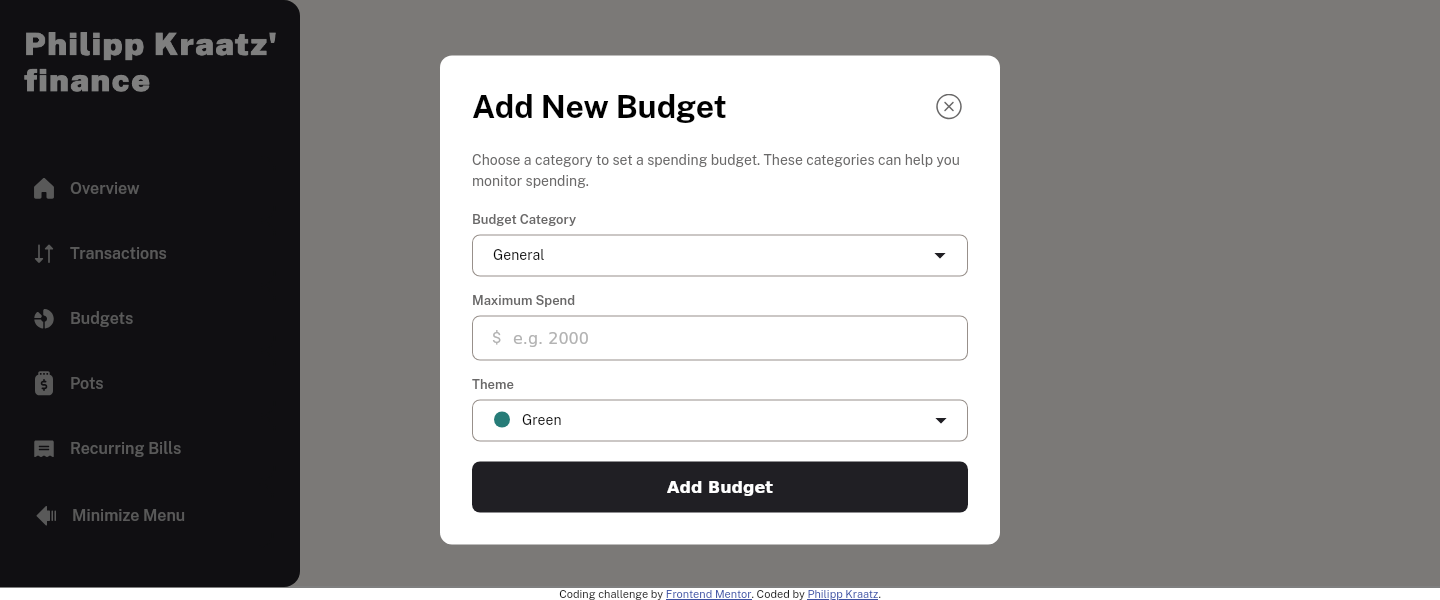 Philipp Kraatz'
finance
Overview
Transactions
Budgets
Pots
Recurring Bills
Minimize Menu
Add New Budget
Choose a category to set a spending budget. These categories can help you
monitor spending.
Budget Category
General
Maximum Spend
$ e.g. 2000
Theme
Green
Add Budget
Coding challenge by Frontend Mentor. Coded by Philipp Kraatz.